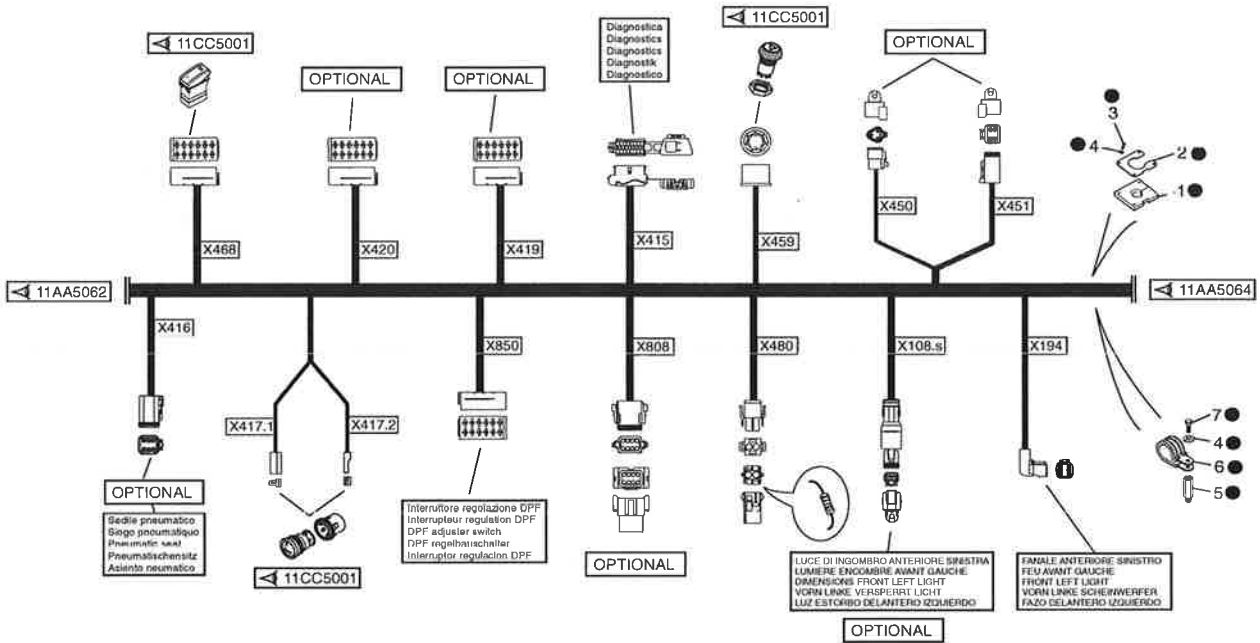 11CC5001
OPTIONAL
OPTIONAL
Diagnostica
Diagnostics
Diagnostics
Diagnostik
Diagnostico
11CC5001
OPTIONAL
3
4
2
1
X468
X420
X419
X415
X459
X450
X451
11AA5062
11AA5064
X416
X417.1
X417.2
X850
X808
X480
X108.s
X194
7
4
6
5
OPTIONAL
Sedile pneumatico
Siego pneumatique
Pneumatic seat
Pneumatischensitz
Asiento neumatico
11CC5001
Interruttore regolazione DPF
Interrupteur regulation DPF
DPF adjuster switch
DPF regelhauschalter
Interruptor regulacion DPF
OPTIONAL
LUCE DI INGOMBRO ANTERIORE SINISTRA
LUMIERE ENCOMBRE AVANT GAUCHE
DIMENSIONS FRONT LEFT LIGHT
VORN LINKE VERSPERRT LICHT
LUZ ESTORBO DELANTERO IZQUIERDO
OPTIONAL
FANALE ANTERIORE SINISTRO
FEU AVANT GAUCHE
FRONT LEFT LIGHT
VORN LINKE SCHEINWERFER
FAZO DELANTERO IZQUIERDO